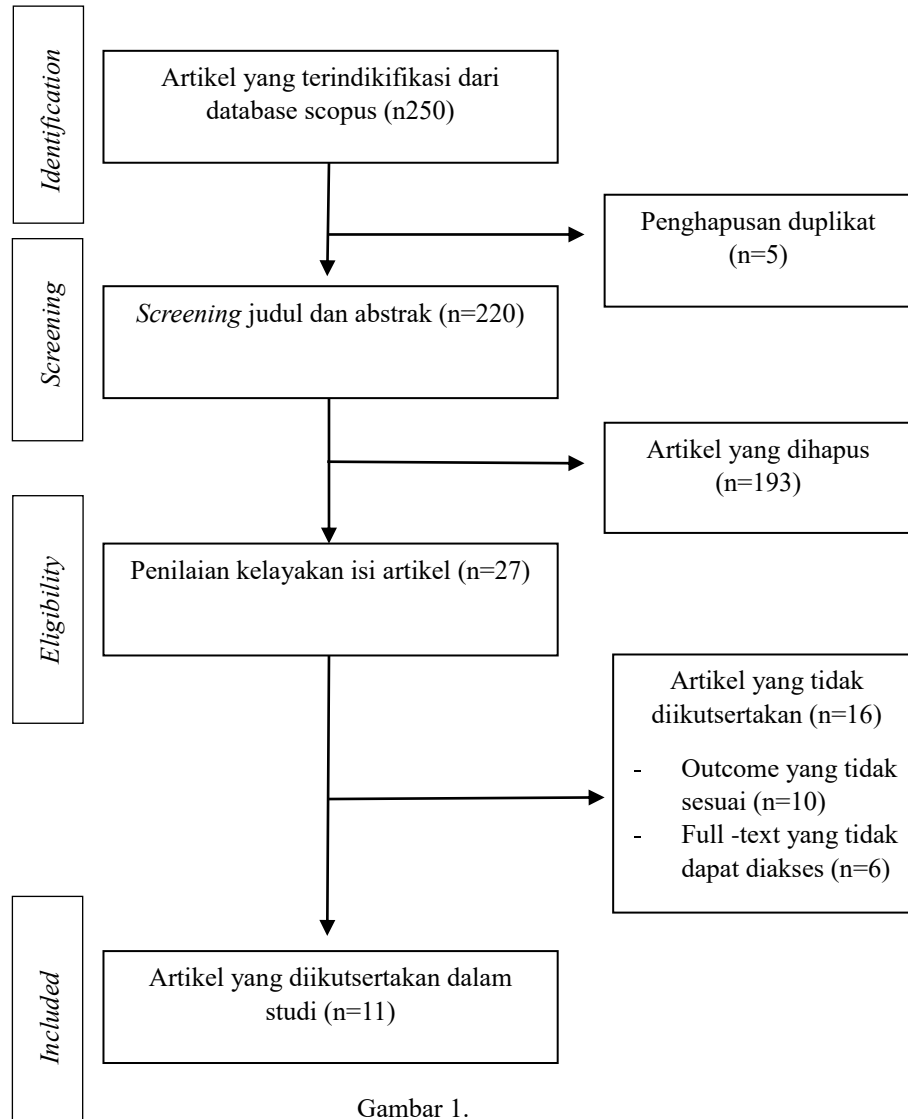 Identification
Artikel yang terindikifikasi dari
database scopus (n250)
Penghapusan duplikat
(n=5)
Screening
Screening judul dan abstrak (n=220)
Artikel yang dihapus
(n=193)
Eligibility
Penilaian kelayakan isi artikel (n=27)
Artikel yang tidak
diikutsertakan (n=16)
- Outcome yang tidak
sesuai (n=10)
- Full -text yang tidak
dapat diakses (n=6)
Included
Artikel yang diikutsertakan dalam
studi (n=11)
Gambar 1.